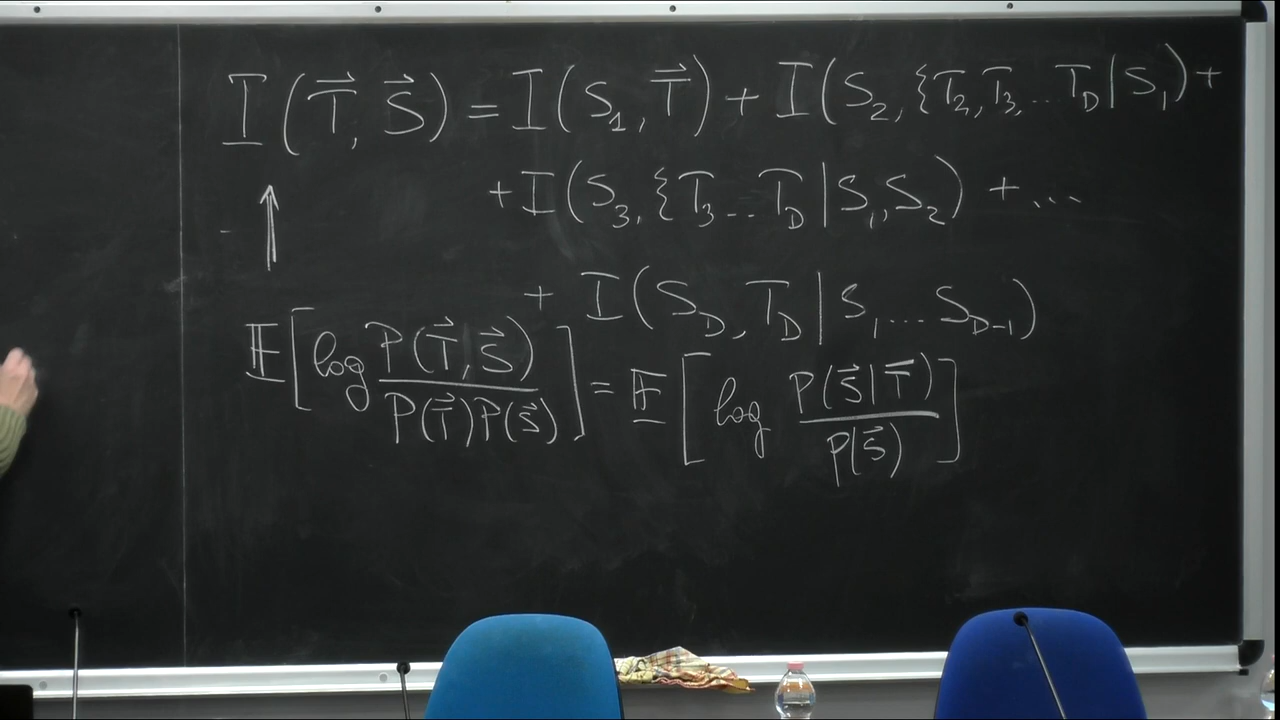 I(T⃗, S⃗) = I(S₁, T⃗) + I(S₂, {T₂, T₃, .. T_D | S₁) +
+ I(S₃, {T₃ .. T_D | S₁, S₂) + ...
+ I(S_D, T_D | S₁ ... S_{D-1})
𝔼[log P(T⃗, S⃗) / P(T⃗)P(S⃗)] = 𝔼[log P(S⃗ | T⃗) / P(S⃗)]